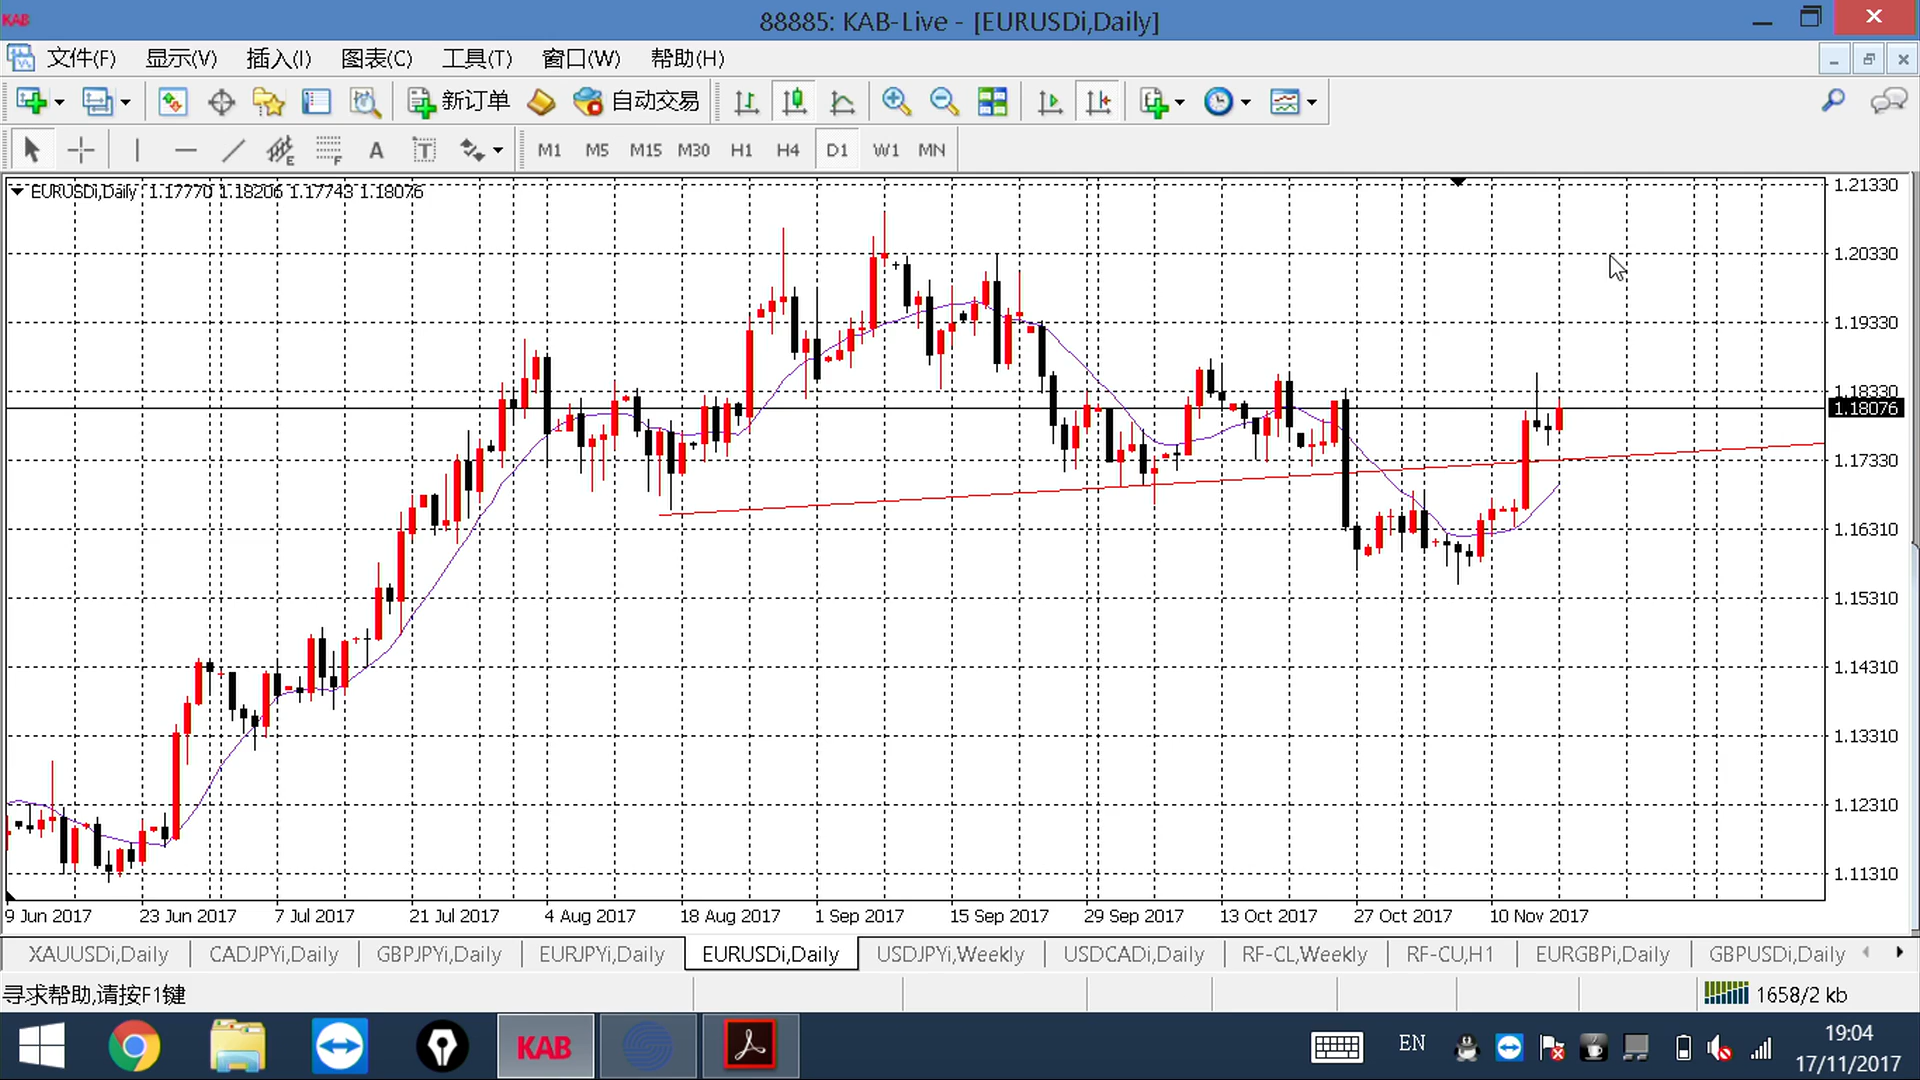 KAB 88885: KAB-Live - [EURUSDi,Daily]
文件(F) 显示(V) 插入(I) 图表(C) 工具(T) 窗口(W) 帮助(H)
新订单 自动交易
E F A T M1 M5 M15 M30 H1 H4 D1 W1 MN
EURUSDi,Daily 1.17770 1.18206 1.17743 1.18076
1.21330
1.20330
1.19330
1.18330
1.18076
1.17330
1.16310
1.15310
1.14310
1.13310
1.12310
1.11310
9 Jun 2017 23 Jun 2017 7 Jul 2017 21 Jul 2017 4 Aug 2017 18 Aug 2017 1 Sep 2017 15 Sep 2017 29 Sep 2017 13 Oct 2017 27 Oct 2017 10 Nov 2017
XAUUSDi,Daily CADJPYi,Daily GBPJPYi,Daily EURJPYi,Daily EURUSDi,Daily USDJPYi,Weekly USDCADi,Daily RF-CL,Weekly RF-CU,H1 EURGBPi,Daily GBPUSDi,Daily
寻求帮助,请按F1键 1658/2 kb
KAB EN 19:04
17/11/2017